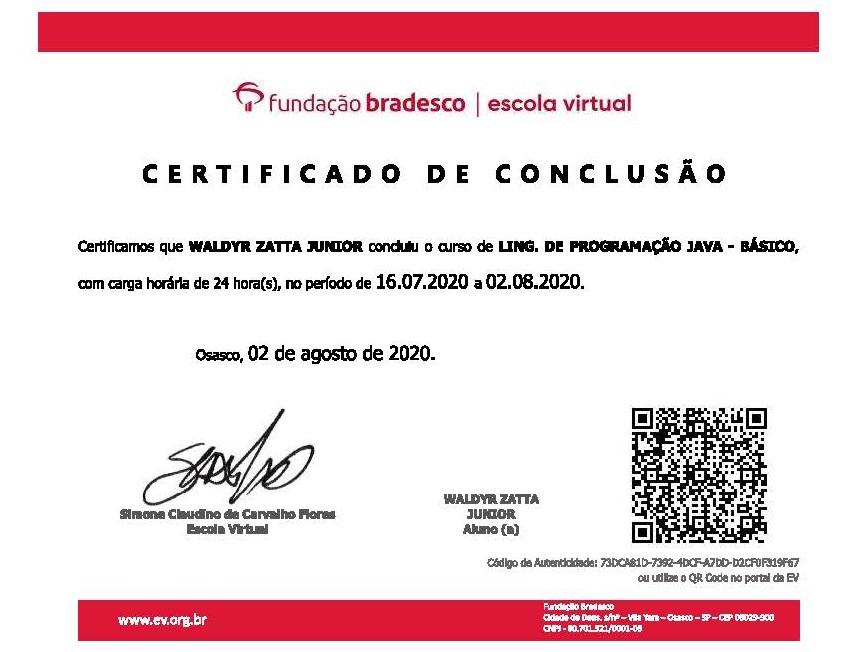 fundação bradesco | escola virtual
CERTIFICADO DE CONCLUSÃO
Certificamos que WALDYR ZATTA JUNIOR concluiu o curso de LING. DE PROGRAMAÇÃO JAVA - BÁSICO,
com carga horária de 24 hora(s), no período de 16.07.2020 a 02.08.2020.
Osasco, 02 de agosto de 2020.
Simone Claudino de Carvalho Flores
Escola Virtual
WALDYR ZATTA
JUNIOR
Aluno (a)
Código de Autenticidade: 73DCA81D-7392-4DCF-A7DD-D2CF0F319F67
ou utilize o QR Code no portal da EV
www.ev.org.br
Fundação Bradesco
Cidade de Deus, s/nº – Vila Yara – Osasco – SP – CEP 06029-900
CNPJ - 60.701.521/0001-06